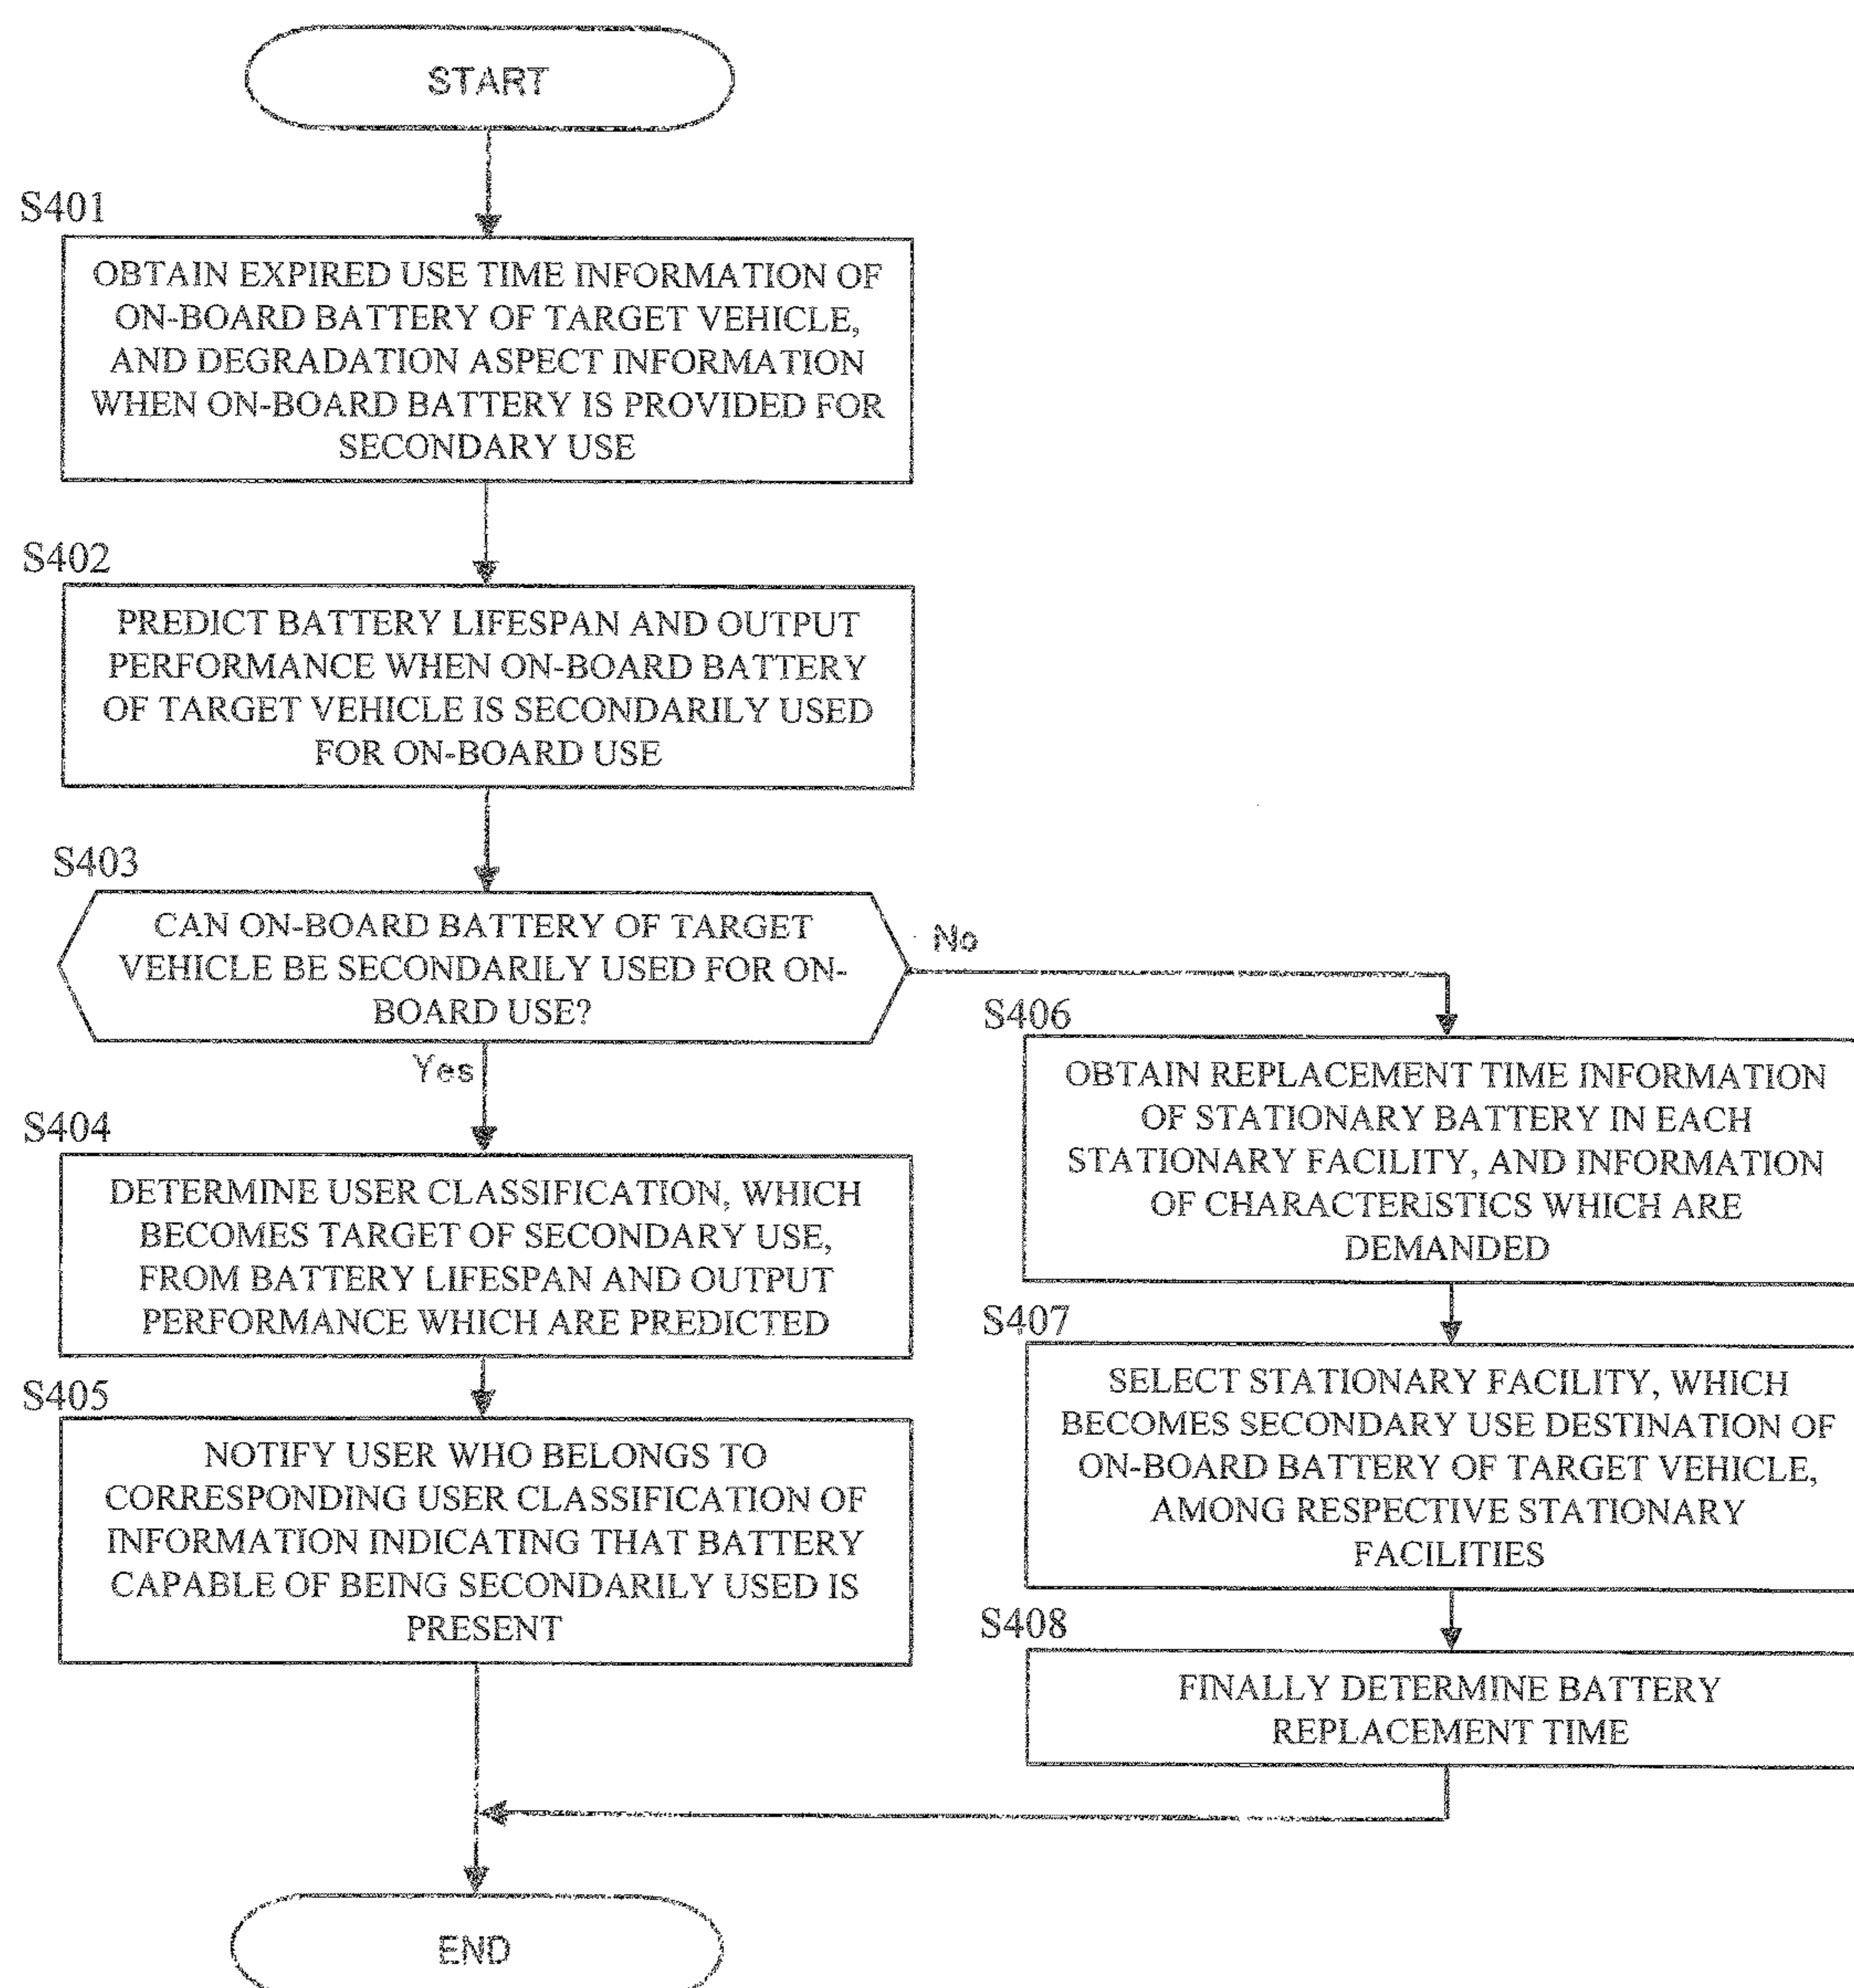 START
S401
OBTAIN EXPIRED USE TIME INFORMATION OF
ON-BOARD BATTERY OF TARGET VEHICLE,
AND DEGRADATION ASPECT INFORMATION
WHEN ON-BOARD BATTERY IS PROVIDED FOR
SECONDARY USE
S402
PREDICT BATTERY LIFESPAN AND OUTPUT
PERFORMANCE WHEN ON-BOARD BATTERY
OF TARGET VEHICLE IS SECONDARILY USED
FOR ON-BOARD USE
S403
CAN ON-BOARD BATTERY OF TARGET
VEHICLE BE SECONDARILY USED FOR ON-
BOARD USE?
No
Yes
S404
DETERMINE USER CLASSIFICATION, WHICH
BECOMES TARGET OF SECONDARY USE,
FROM BATTERY LIFESPAN AND OUTPUT
PERFORMANCE WHICH ARE PREDICTED
S405
NOTIFY USER WHO BELONGS TO
CORRESPONDING USER CLASSIFICATION OF
INFORMATION INDICATING THAT BATTERY
CAPABLE OF BEING SECONDARILY USED IS
PRESENT
S406
OBTAIN REPLACEMENT TIME INFORMATION
OF STATIONARY BATTERY IN EACH
STATIONARY FACILITY, AND INFORMATION
OF CHARACTERISTICS WHICH ARE
DEMANDED
S407
SELECT STATIONARY FACILITY, WHICH
BECOMES SECONDARY USE DESTINATION OF
ON-BOARD BATTERY OF TARGET VEHICLE,
AMONG RESPECTIVE STATIONARY
FACILITIES
S408
FINALLY DETERMINE BATTERY
REPLACEMENT TIME
END